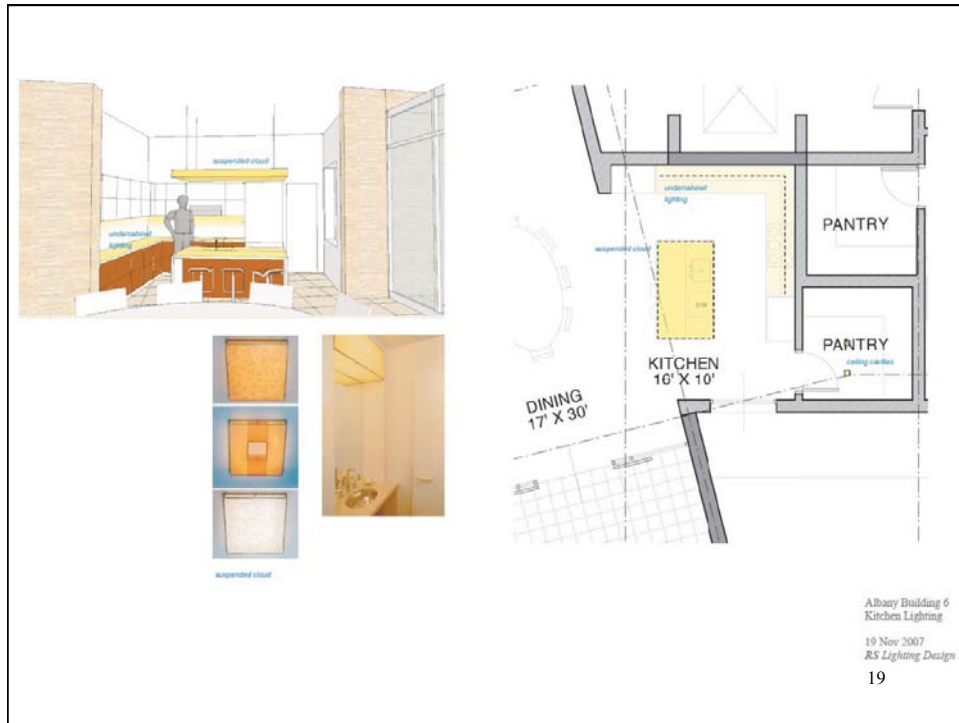 suspended cloud
undercabinet
lighting
suspended cloud
undercabinet
lighting
suspended cloud
PANTRY
PANTRY
ceiling cavities
KITCHEN
16' X 10'
DINING
17' X 30'
Albany Building 6
Kitchen Lighting
19 Nov 2007
RS Lighting Design
19